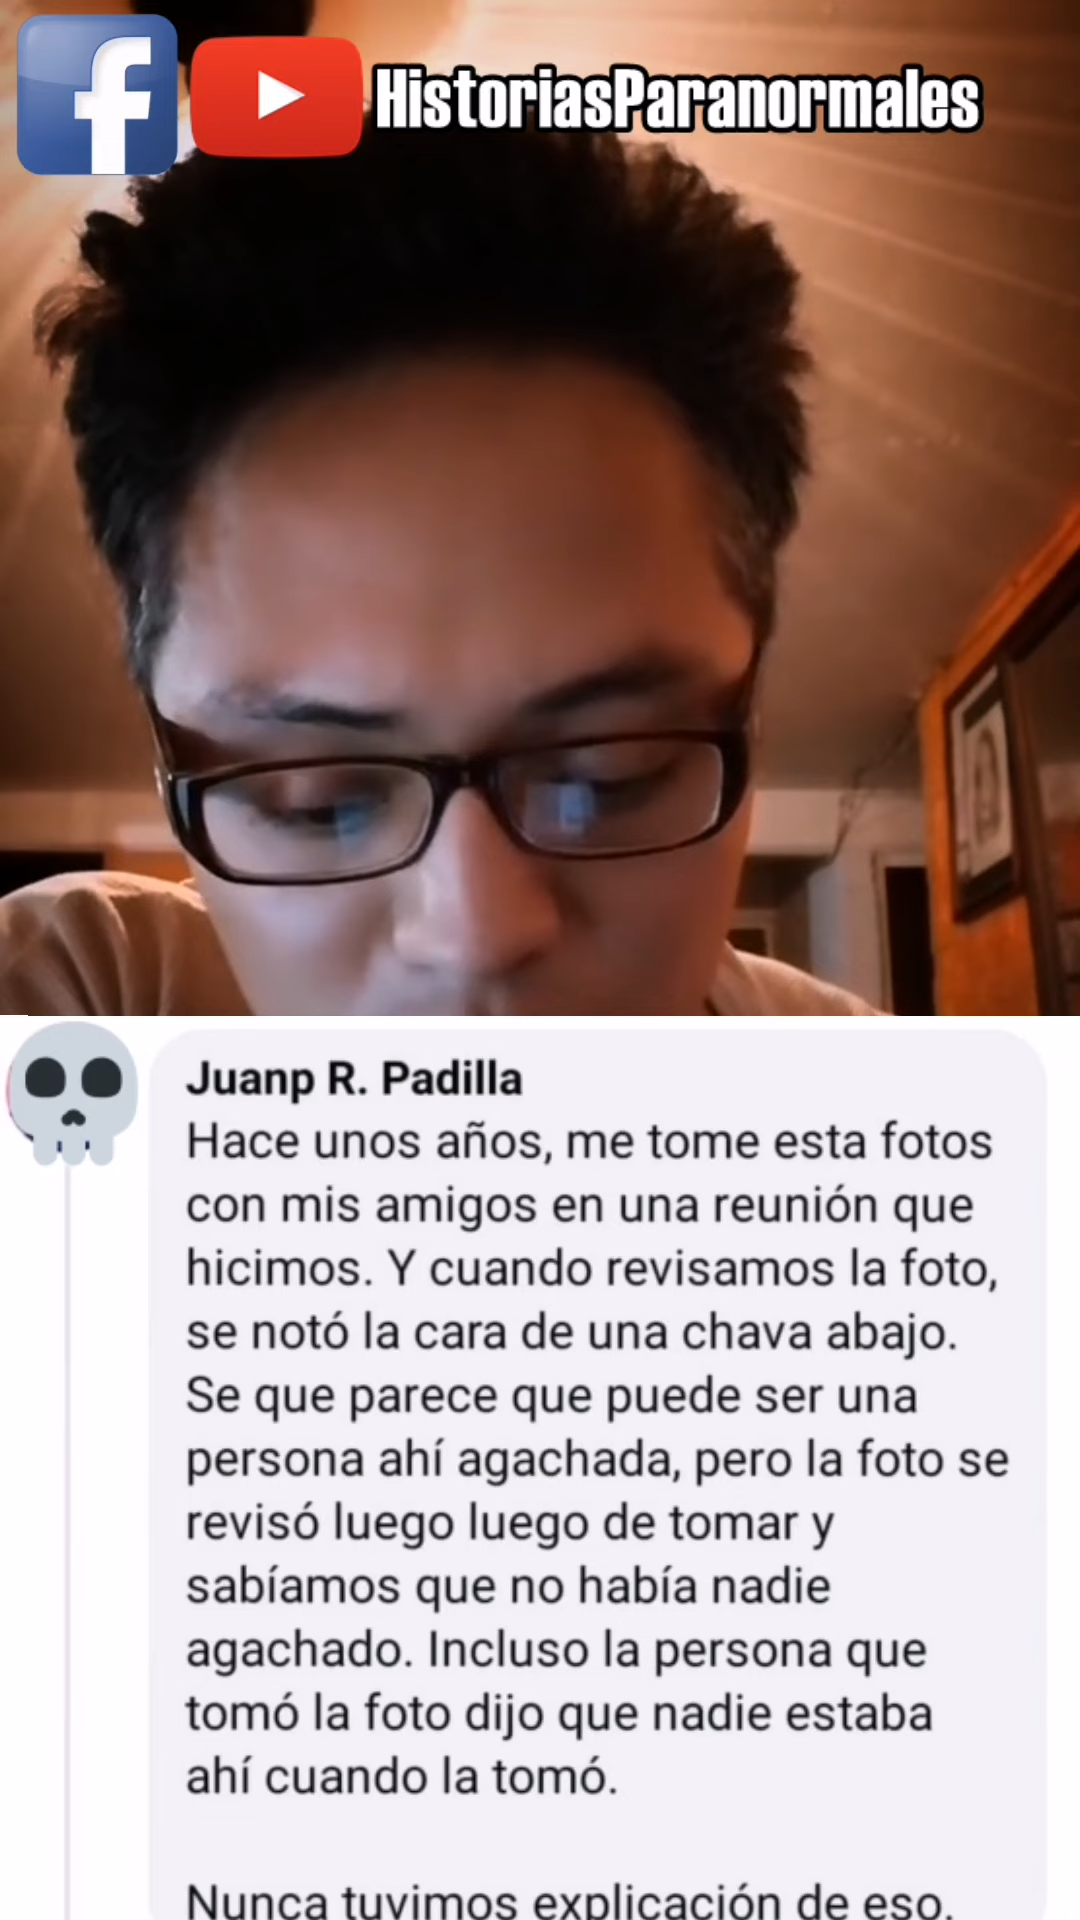 HistoriasParanormales
Juanp R. Padilla
Hace unos años, me tome esta fotos
con mis amigos en una reunión que
hicimos. Y cuando revisamos la foto,
se notó la cara de una chava abajo.
Se que parece que puede ser una
persona ahí agachada, pero la foto se
revisó luego luego de tomar y
sabíamos que no había nadie
agachado. Incluso la persona que
tomó la foto dijo que nadie estaba
ahí cuando la tomó.
Nunca tuvimos explicación de eso.